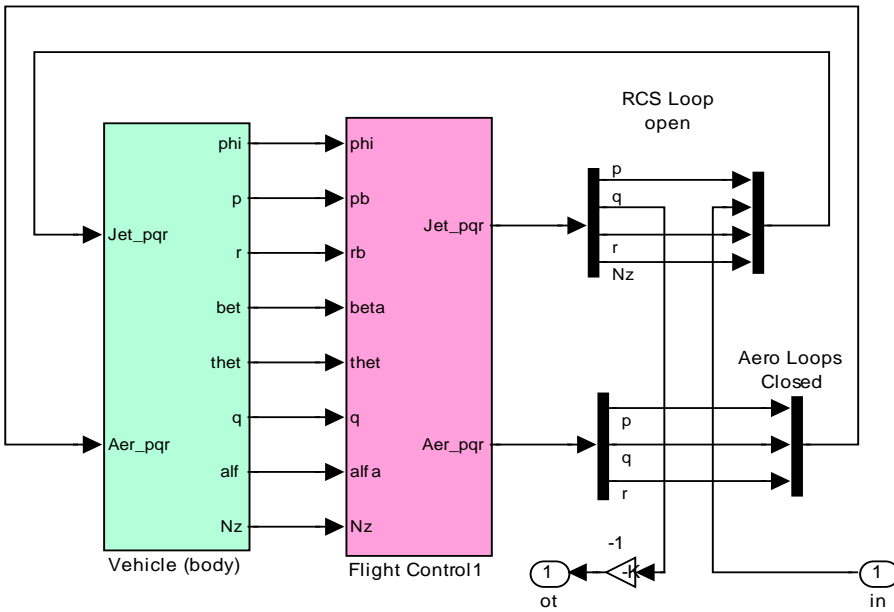 RCS Loop
open
phi
p
r
bet
thet
q
alf
Nz
Jet_pqr
Aer_pqr
Vehicle (body)
phi
pb
rb
beta
thet
q
alfa
Nz
Jet_pqr
Aer_pqr
Flight Control1
p
q
r
Nz
Aero Loops
Closed
p
q
r
-1
-K
1
ot
1
in